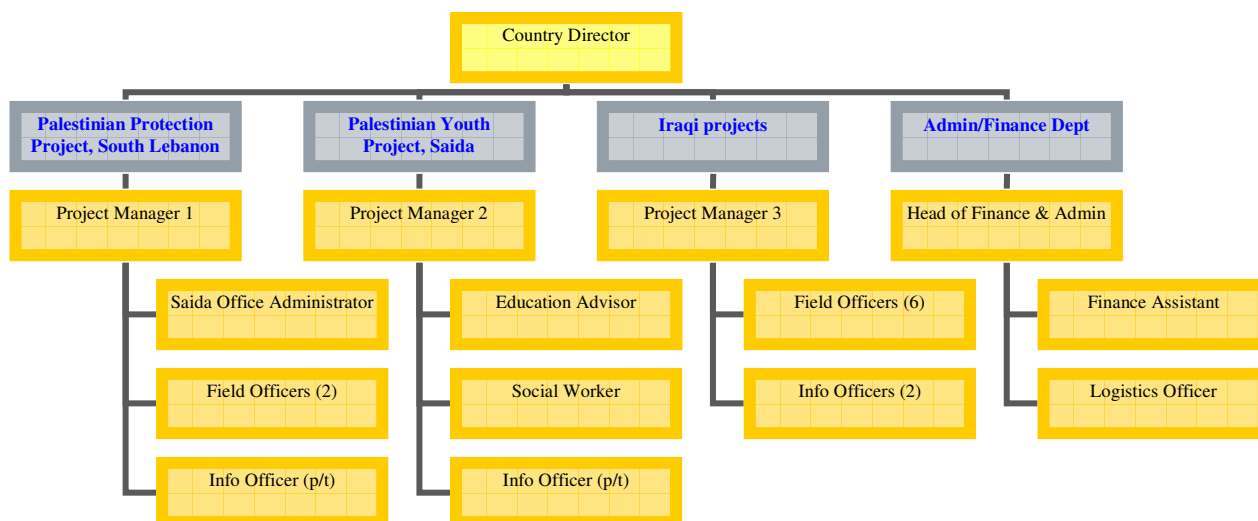 Country Director
Palestinian Protection
Project, South Lebanon
Palestinian Youth
Project, Saida
Iraqi projects
Admin/Finance Dept
Project Manager 1
Project Manager 2
Project Manager 3
Head of Finance & Admin
Saida Office Administrator
Education Advisor
Field Officers (6)
Finance Assistant
Field Officers (2)
Social Worker
Info Officers (2)
Logistics Officer
Info Officer (p/t)
Info Officer (p/t)